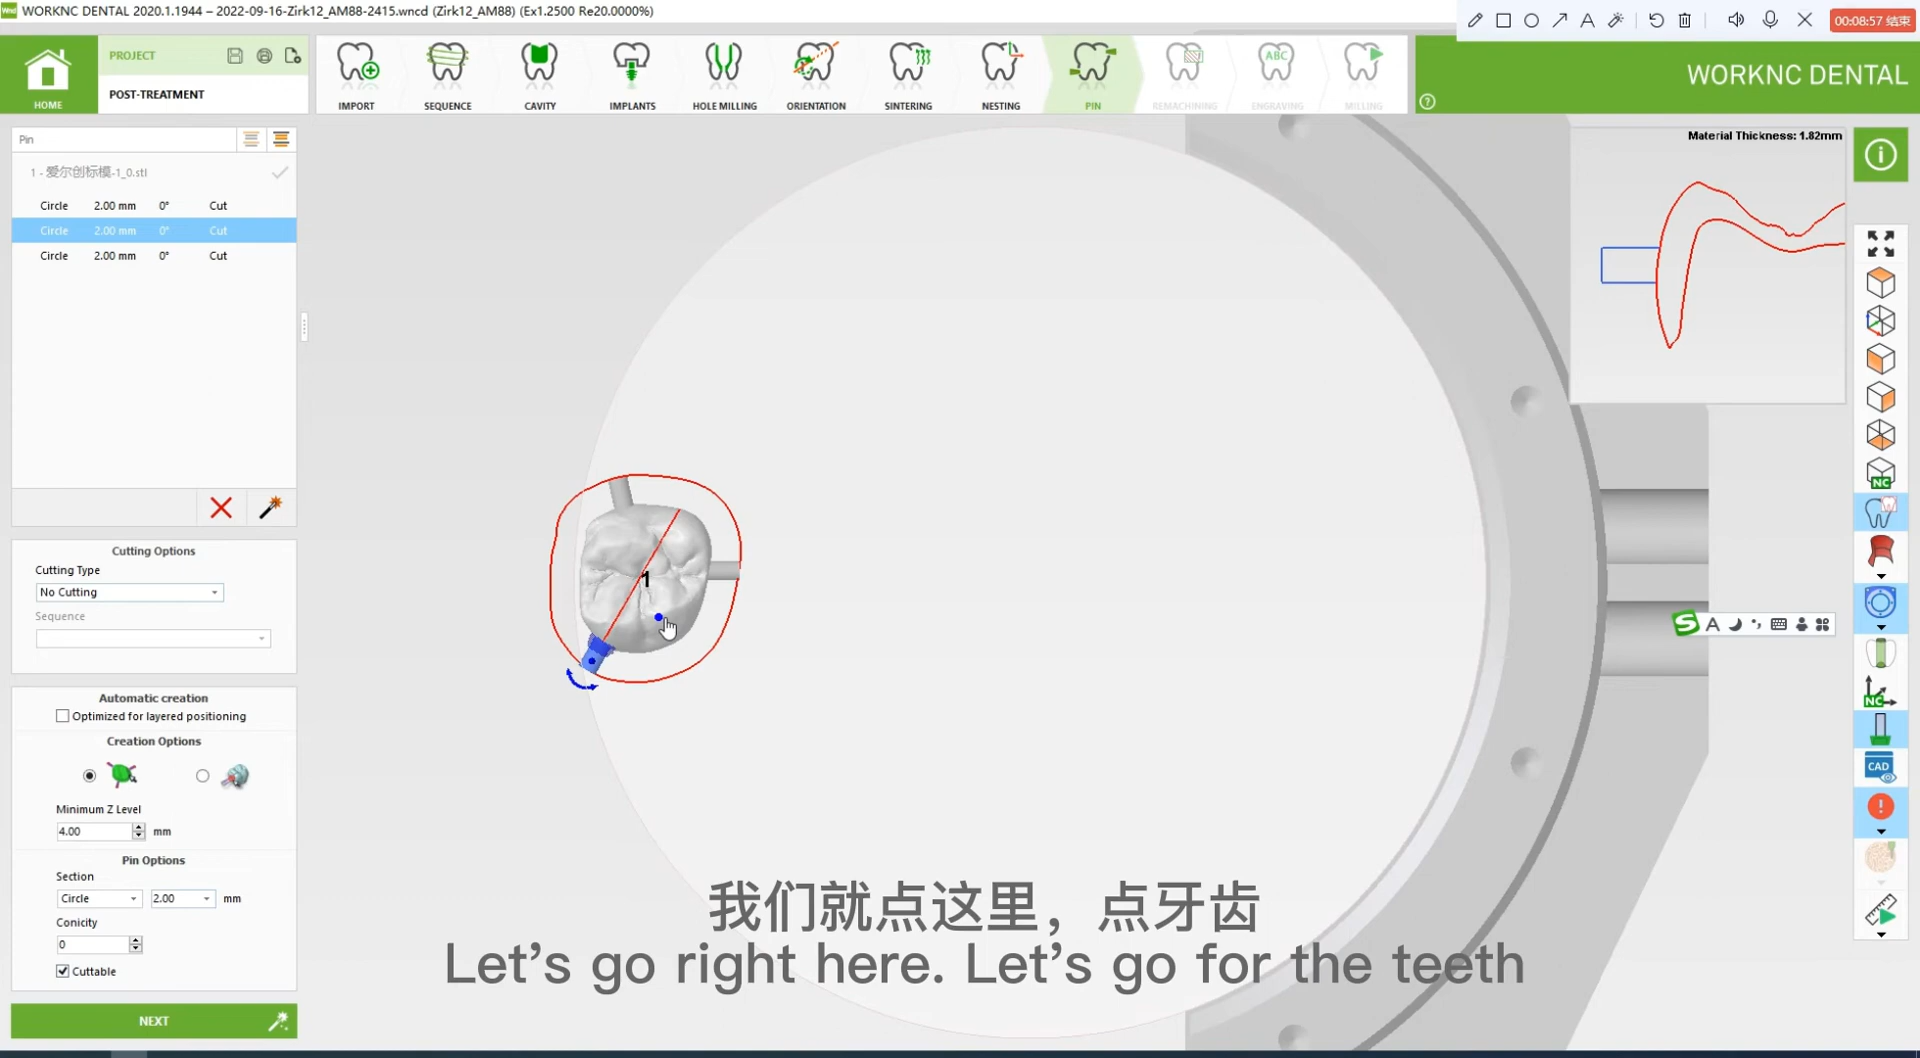 WORKNC DENTAL 2020.1.1944 – 2022-09-16-Zirk12_AM88-2415.wncd (Zirk12_AM88) (Ex1.2500 Re20.0000%)
00:08:57 结束
HOME
PROJECT
POST-TREATMENT
IMPORT
SEQUENCE
CAVITY
IMPLANTS
HOLE MILLING
ORIENTATION
SINTERING
NESTING
PIN
REMACHINING
ABC
ENGRAVING
MILLING
WORKNC DENTAL
Pin
1 - 爱尔创标模-1_0.stl
Circle 2.00 mm 0° Cut
Circle 2.00 mm 0° Cut
Circle 2.00 mm 0° Cut
Material Thickness: 1.82mm
1
NC
NC
CAD
Cutting Options
Cutting Type
No Cutting
Sequence
Automatic creation
Optimized for layered positioning
Creation Options
Minimum Z Level
4.00 mm
Pin Options
Section
Circle 2.00 mm
Conicity
0
Cuttable
NEXT
我们就点这里，点牙齿
Let's go right here. Let's go for the teeth